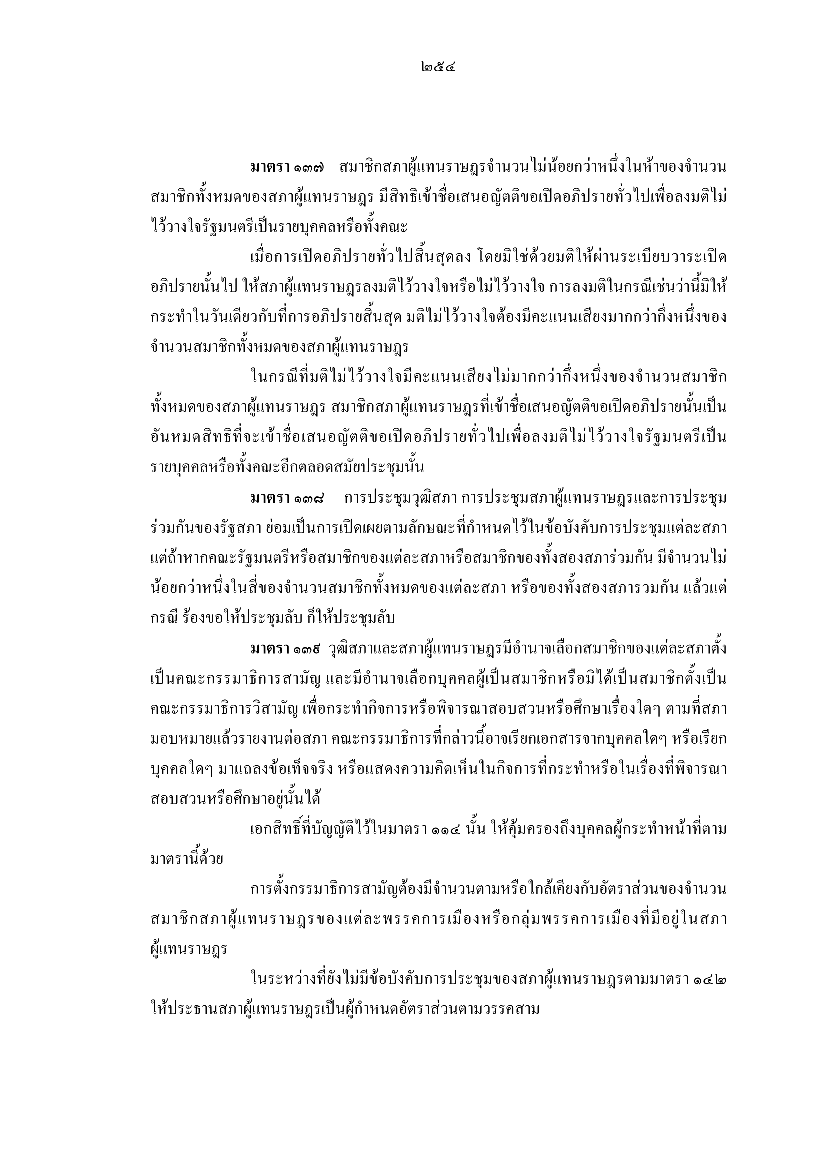 ๒๕๔
มาตรา ๑๓๗ สมาชิกสภาผู้แทนราษฎรจำนวนไม่น้อยกว่าหนึ่งในห้าของจำนวน
สมาชิกทั้งหมดของสภาผู้แทนราษฎร มีสิทธิเข้าชื่อเสนอญัตติขอเปิดอภิปรายทั่วไปเพื่อลงมติไม่
ไว้วางใจรัฐมนตรีเป็นรายบุคคลหรือทั้งคณะ
เมื่อการเปิดอภิปรายทั่วไปสิ้นสุดลง โดยมิใช่ด้วยมติให้ผ่านระเบียบวาระเปิด
อภิปรายนั้นไป ให้สภาผู้แทนราษฎรลงมติไว้วางใจหรือไม่ไว้วางใจ การลงมติในกรณีเช่นว่านี้มิให้
กระทำในวันเดียวกับที่การอภิปรายสิ้นสุด มติไม่ไว้วางใจต้องมีคะแนนเสียงมากกว่ากึ่งหนึ่งของ
จำนวนสมาชิกทั้งหมดของสภาผู้แทนราษฎร
ในกรณีที่มติไม่ไว้วางใจมีคะแนนเสียงไม่มากกว่ากึ่งหนึ่งของจำนวนสมาชิก
ทั้งหมดของสภาผู้แทนราษฎร สมาชิกสภาผู้แทนราษฎรที่เข้าชื่อเสนอญัตติขอเปิดอภิปรายนั้นเป็น
อันหมดสิทธิที่จะเข้าชื่อเสนอญัตติขอเปิดอภิปรายทั่วไปเพื่อลงมติไม่ไว้วางใจรัฐมนตรีเป็น
รายบุคคลหรือทั้งคณะอีกตลอดสมัยประชุมนั้น
มาตรา ๑๓๘ การประชุมวุฒิสภา การประชุมสภาผู้แทนราษฎรและการประชุม
ร่วมกันของรัฐสภา ย่อมเป็นการเปิดเผยตามลักษณะที่กำหนดไว้ในข้อบังคับการประชุมแต่ละสภา
แต่ถ้าหากคณะรัฐมนตรีหรือสมาชิกของแต่ละสภาหรือสมาชิกของทั้งสองสภาร่วมกัน มีจำนวนไม่
น้อยกว่าหนึ่งในสี่ของจำนวนสมาชิกทั้งหมดของแต่ละสภา หรือของทั้งสองสภารวมกัน แล้วแต่
กรณี ร้องขอให้ประชุมลับ ก็ให้ประชุมลับ
มาตรา ๑๓๙ วุฒิสภาและสภาผู้แทนราษฎรมีอำนาจเลือกสมาชิกของแต่ละสภาตั้ง
เป็นคณะกรรมาธิการสามัญ และมีอำนาจเลือกบุคคลผู้เป็นสมาชิกหรือมิได้เป็นสมาชิกตั้งเป็น
คณะกรรมาธิการวิสามัญ เพื่อกระทำกิจการหรือพิจารณาสอบสวนหรือศึกษาเรื่องใดๆ ตามที่สภา
มอบหมายแล้วรายงานต่อสภา คณะกรรมาธิการที่กล่าวนี้อาจเรียกเอกสารจากบุคคลใดๆ หรือเรียก
บุคคลใดๆ มาแถลงข้อเท็จจริง หรือแสดงความคิดเห็นในกิจการที่กระทำหรือในเรื่องที่พิจารณา
สอบสวนหรือศึกษาอยู่นั้นได้
เอกสิทธิ์ที่บัญญัติไว้ในมาตรา ๑๑๔ นั้น ให้คุ้มครองถึงบุคคลผู้กระทำหน้าที่ตาม
มาตรานี้ด้วย
การตั้งกรรมาธิการสามัญต้องมีจำนวนตามหรือใกล้เคียงกับอัตราส่วนของจำนวน
สมาชิกสภาผู้แทนราษฎรของแต่ละพรรคการเมืองหรือกลุ่มพรรคการเมืองที่มีอยู่ในสภา
ผู้แทนราษฎร
ในระหว่างที่ยังไม่มีข้อบังคับการประชุมของสภาผู้แทนราษฎรตามมาตรา ๑๔๒
ให้ประธานสภาผู้แทนราษฎรเป็นผู้กำหนดอัตราส่วนตามวรรคสาม